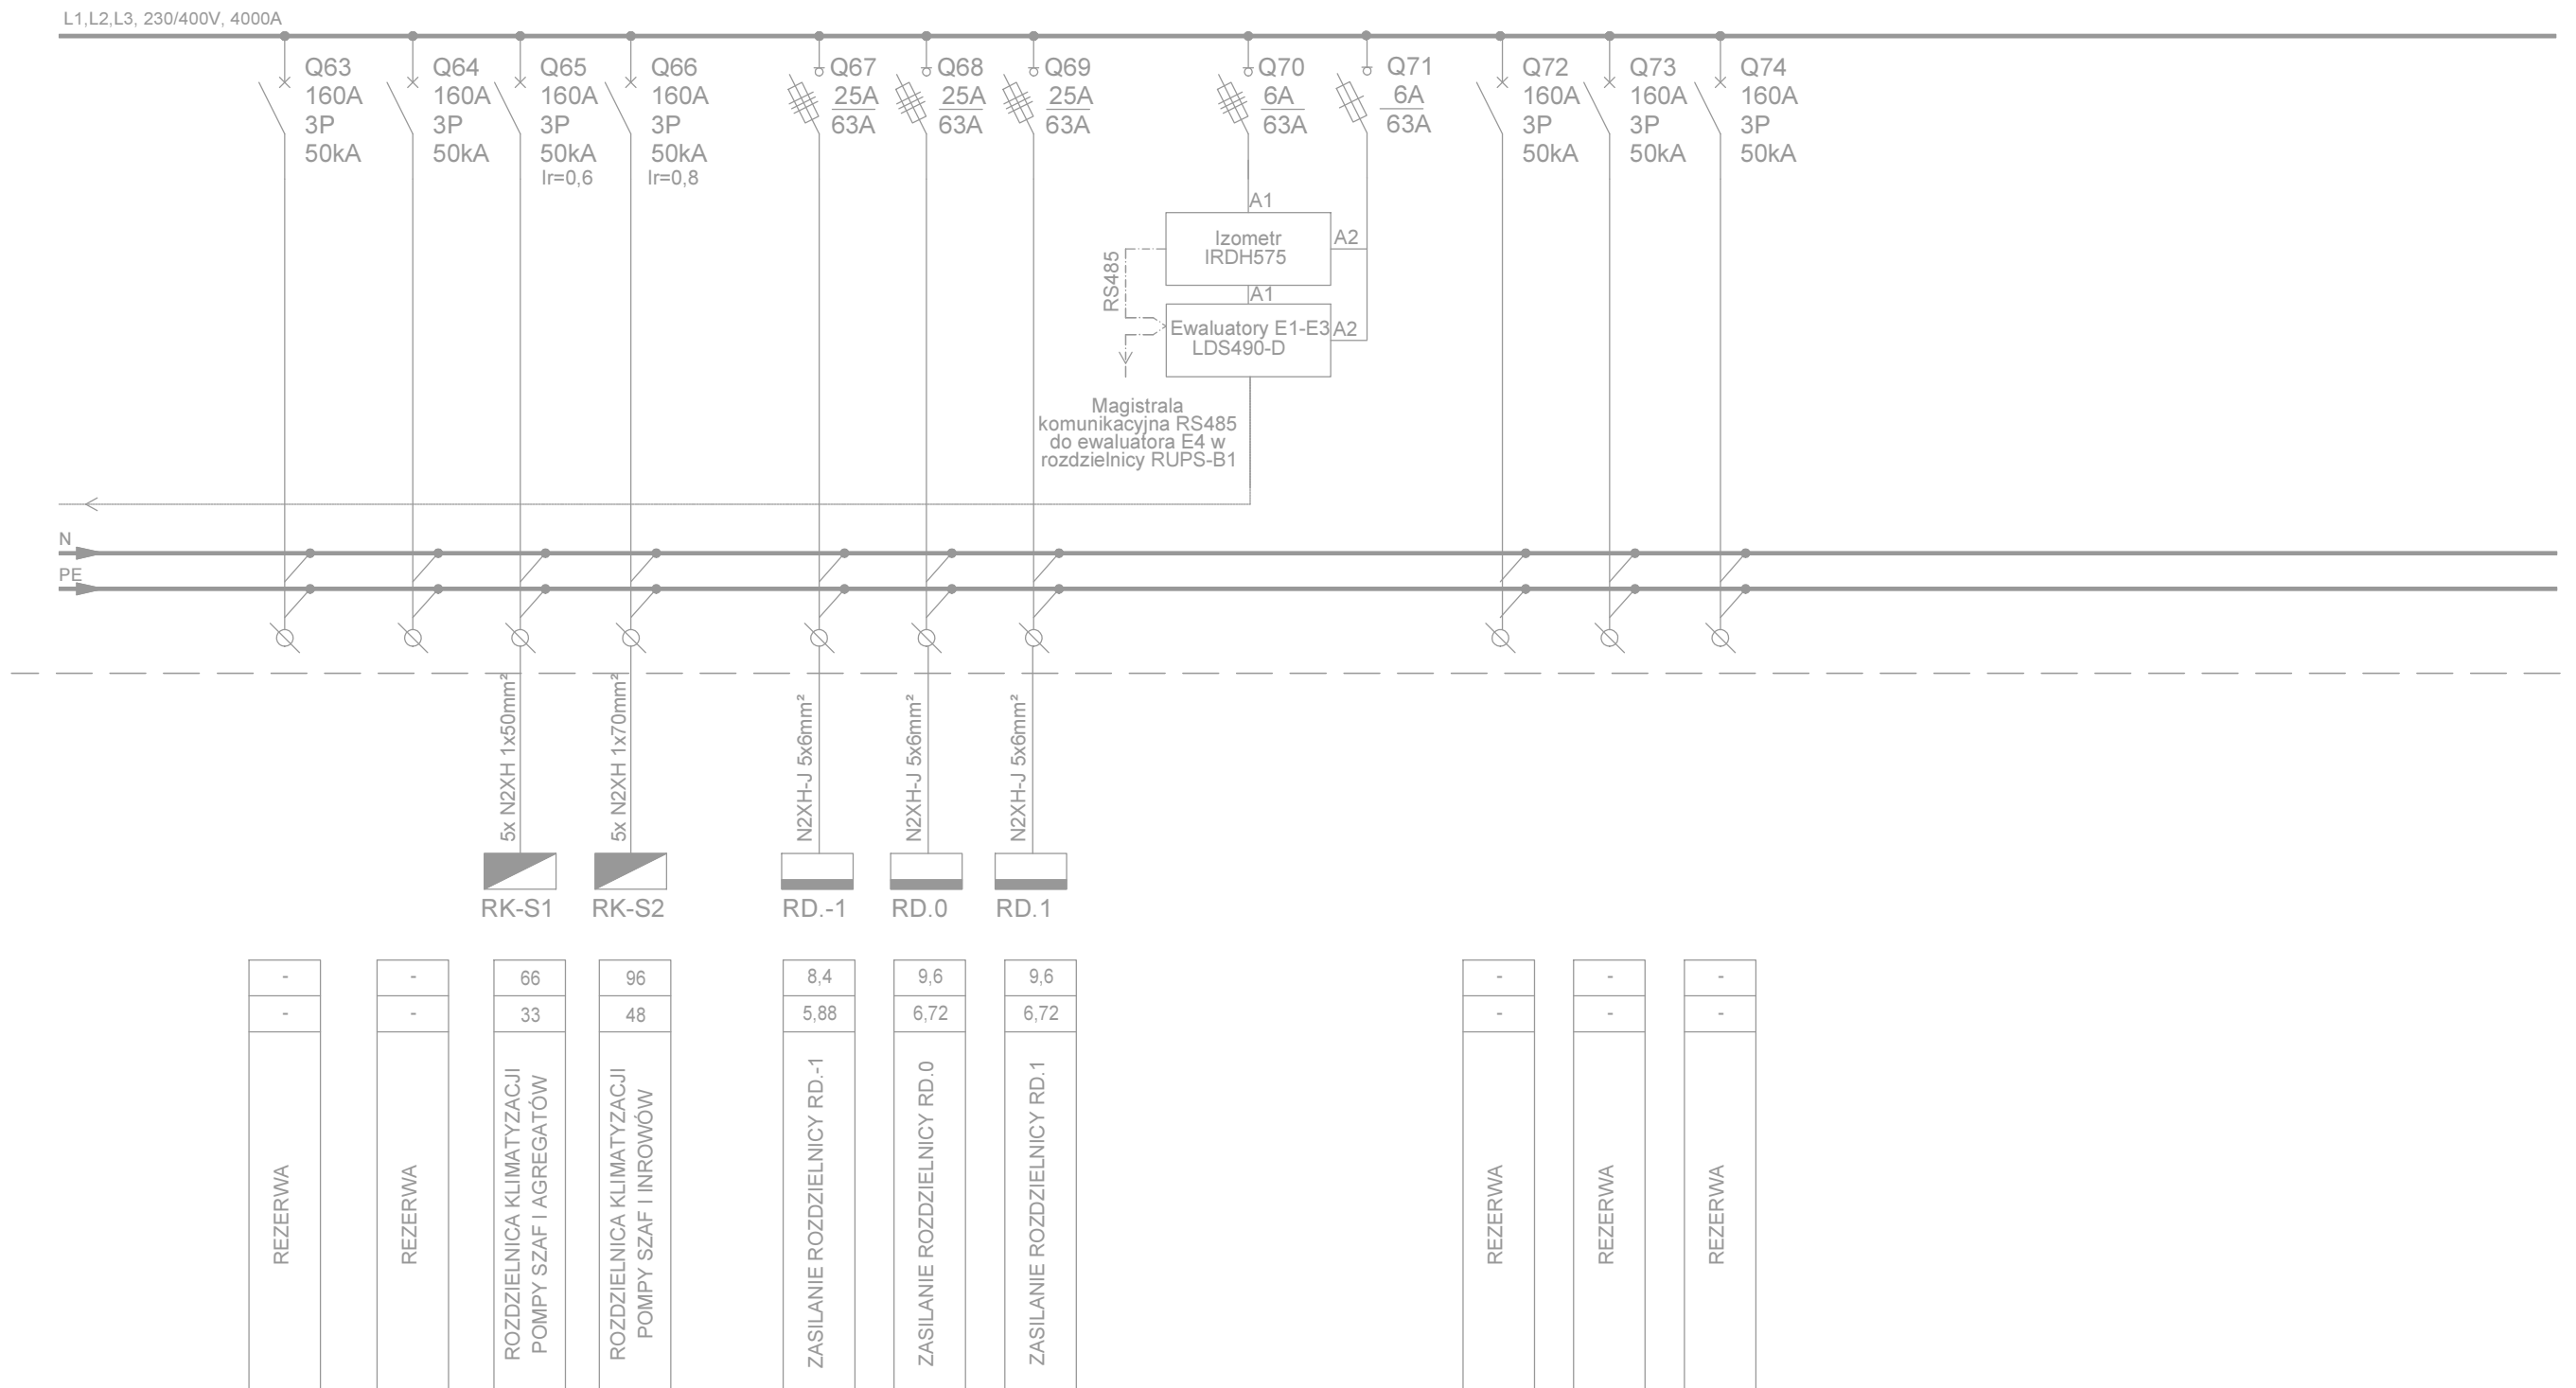 L1,L2,L3, 230/400V, 4000A
Q63
160A
3P
50kA
Q64
160A
3P
50kA
Q65
160A
3P
50kA
Ir=0,6
Q66
160A
3P
50kA
Ir=0,8
Q67
25A
63A
Q68
25A
63A
Q69
25A
63A
Q70
6A
63A
Q71
6A
63A
Q72
160A
3P
50kA
Q73
160A
3P
50kA
Q74
160A
3P
50kA
A1
Izometr
IRDH575
A2
RS485
A1
Ewaluatory E1-E3
LDS490-D
A2
Magistrala
komunikacyjna RS485
do ewaluatora E4 w
rozdzielnicy RUPS-B1
N
PE
5x N2XH 1x50mm²
5x N2XH 1x70mm²
N2XH-J 5x6mm²
N2XH-J 5x6mm²
N2XH-J 5x6mm²
RK-S1
RK-S2
RD.-1
RD.0
RD.1
-
-
REZERWA
-
-
REZERWA
66
33
ROZDZIELNICA KLIMATYZACJI
POMPY SZAF I AGREGATÓW
96
48
ROZDZIELNICA KLIMATYZACJI
POMPY SZAF I INROWÓW
8,4
5,88
ZASILANIE ROZDZIELNICY RD.-1
9,6
6,72
ZASILANIE ROZDZIELNICY RD.0
9,6
6,72
ZASILANIE ROZDZIELNICY RD.1
-
-
REZERWA
-
-
REZERWA
-
-
REZERWA